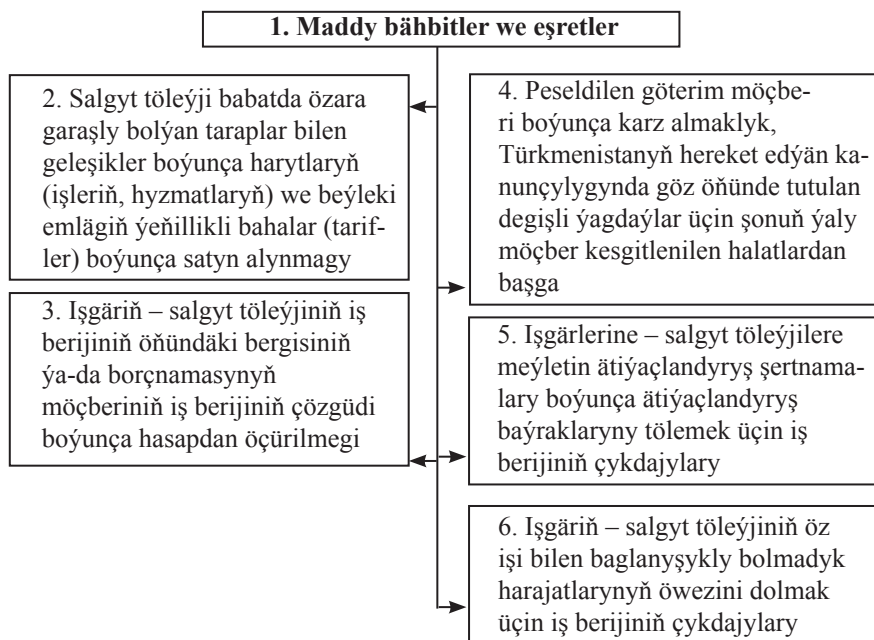 1. Maddy bähbitler we eşretler
2. Salgyt töleýji babatda özara
garaşly bolýan taraplar bilen
geleşikler boýunça harytlaryň
(işleriň, hyzmatlaryň) we beýleki
emlägiň ýeňillikli bahalar (tarif-
ler) boýunça satyn alynmagy
3. Işgäriň – salgyt töleýjiniň iş
berijiniň öňündäki bergisiniň
ýa-da borçnamasynyň
möçberiniň iş berijiniň çözgüdi
boýunça hasapdan öçürilmegi
4. Peseldilen göterim möçbe-
ri boýunça karz almaklyk,
Türkmenistanyň hereket edýän ka-
nunçylygynda göz öňünde tutulan
degişli ýagdaýlar üçin şonuň ýaly
möçber kesgitlenilen halatlardan
başga
5. Işgärlerine – salgyt töleýjilere
meýletin ätiýaçlandyryş şertnama-
lary boýunça ätiýaçlandyryş
baýraklaryny tölemek üçin iş
berijiniň çykdajylary
6. Işgäriň – salgyt töleýjiniň öz
işi bilen baglanyşykly bolmadyk
harajatlarynyň öwezini dolmak
üçin iş berijiniň çykdajylary